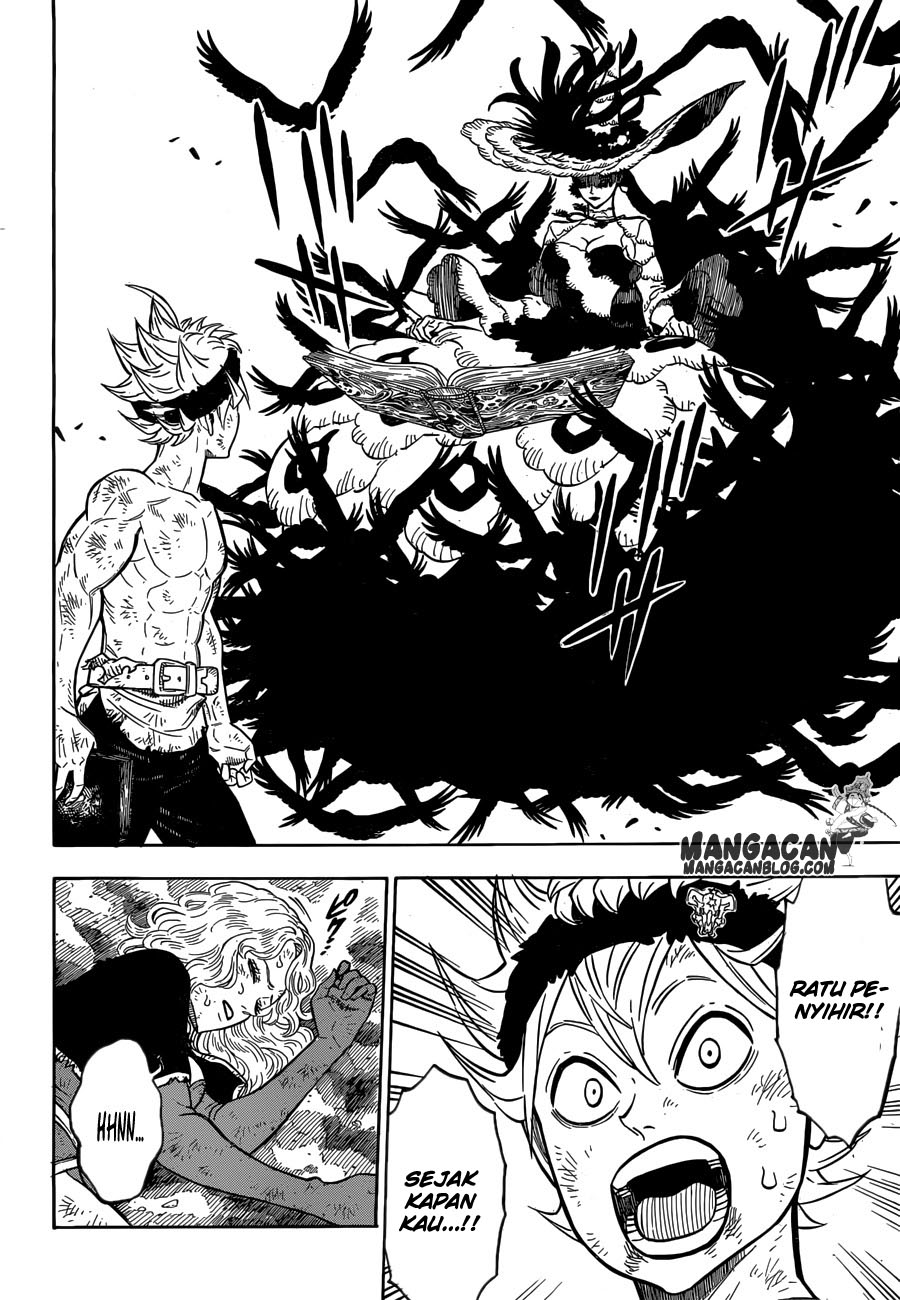 MANGACAN
MANGACANBLOG.COM
RATU PE-
NYIHIR!!
SEJAK
KAPAN
KAU...!!
HHNN...